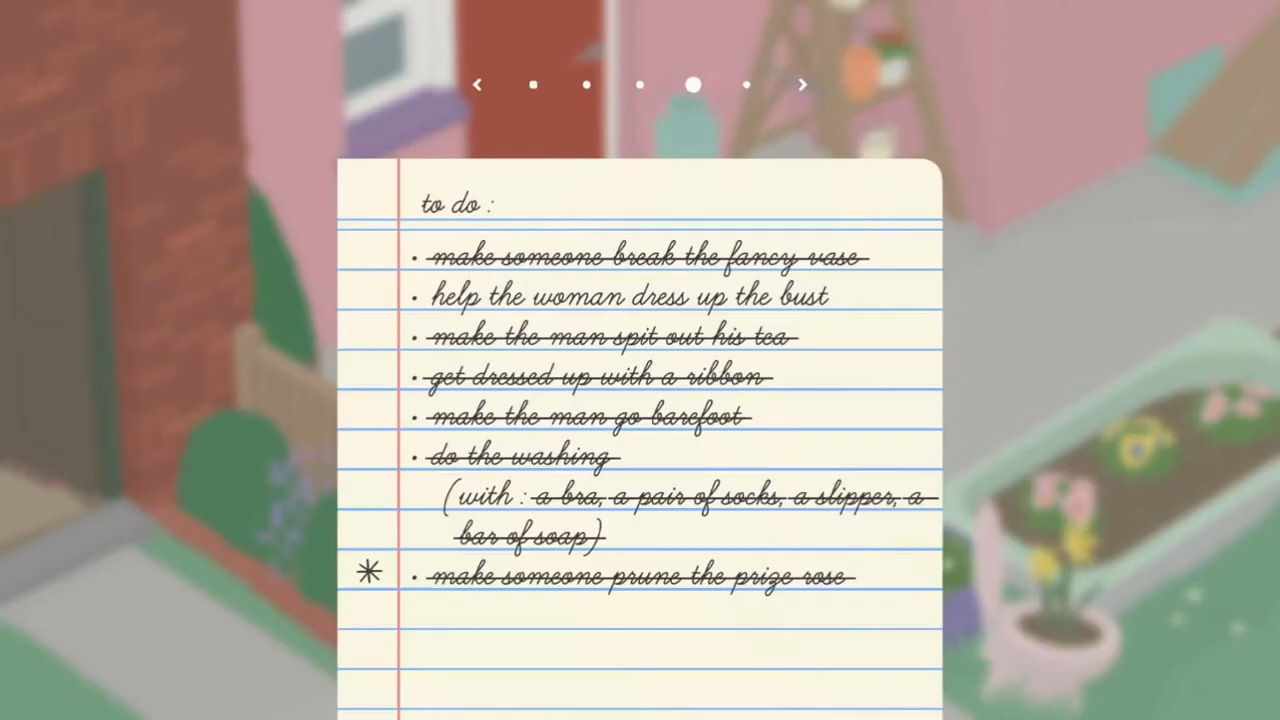 to do :
• make someone break the fancy vase
• help the woman dress up the bust
• make the man spit out his tea
• get dressed up with a ribbon
• make the man go barefoot
• do the washing
(with : a bra, a pair of socks, a slipper, a
bar of soap)
* • make someone prune the prize rose